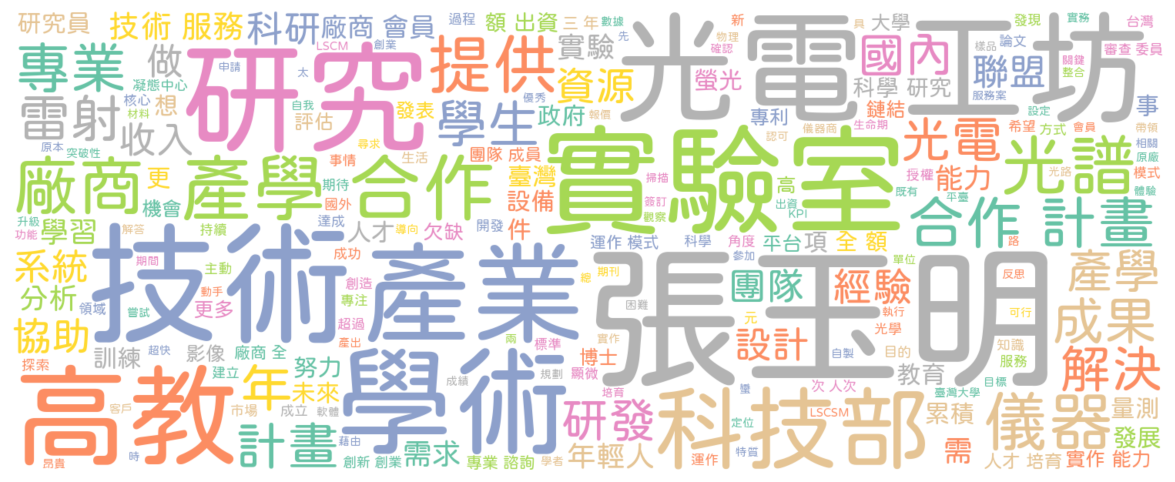 研究員 技術 服務 科研 廠商 會員 過程 額 出資 三 年 數據 新 具 大學 發現 實務 台灣
LSCM 創業 先 物理 確認 樣品 論文 關鍵 審查 委員
專業 做 研究 提供 實驗 光電工坊 國內 聯盟 整合
凝態中心 申請 太 資源 螢光 科學 研究 服務案
雷射 核心 想 材料 自我 優秀 發表 報償 學生 政府 專利 儀器商 鏈結 設定 事
收入 評估 認可 生命期 光電 希望 方式 會員 帶領
原本 突破性 事情 尋求 生活 團隊 成員 實驗室 授權 光譜 相關 原廠
廠商 產學 合作 更 期待 臺灣 掃描 高 能力 光路 模式
機會 國外 設備 簽訂 出資 既有 平臺 體驗
升級 功能 學習 解答 持續 達成 人才 導向 欠缺 開發 件 觀察 KPI 合作 計畫
技術 產業 運作 模式 科學 角度 平台 項 全 額 路
系統 期間 主動 成功 期刊 參加 張玉明 單位 反思 產學
分析 領域 動手 更多 創造 專注 困難 團隊 經驗 執行 可行 成果
協助 嘗試 超過 兩 實作 元 光學
探索 訓練 超快 影像 廠商 全 產出 努力 標準 博士 設計 自製 目的 知識 服務 解決
高教 建立 年 未來 學術 成績 規劃 顯微 教育 目標
客戶 市場 成立 軟體 培育 次 人次 臺灣大學
計畫 藉由 研發 科技部 LSCSM 累積 儀器 量測
昂貴 時 創新 創業 需求 專業 諮詢 學者 年輕人 定位 特質 運作 需 人才 培育 發展 實作 能力